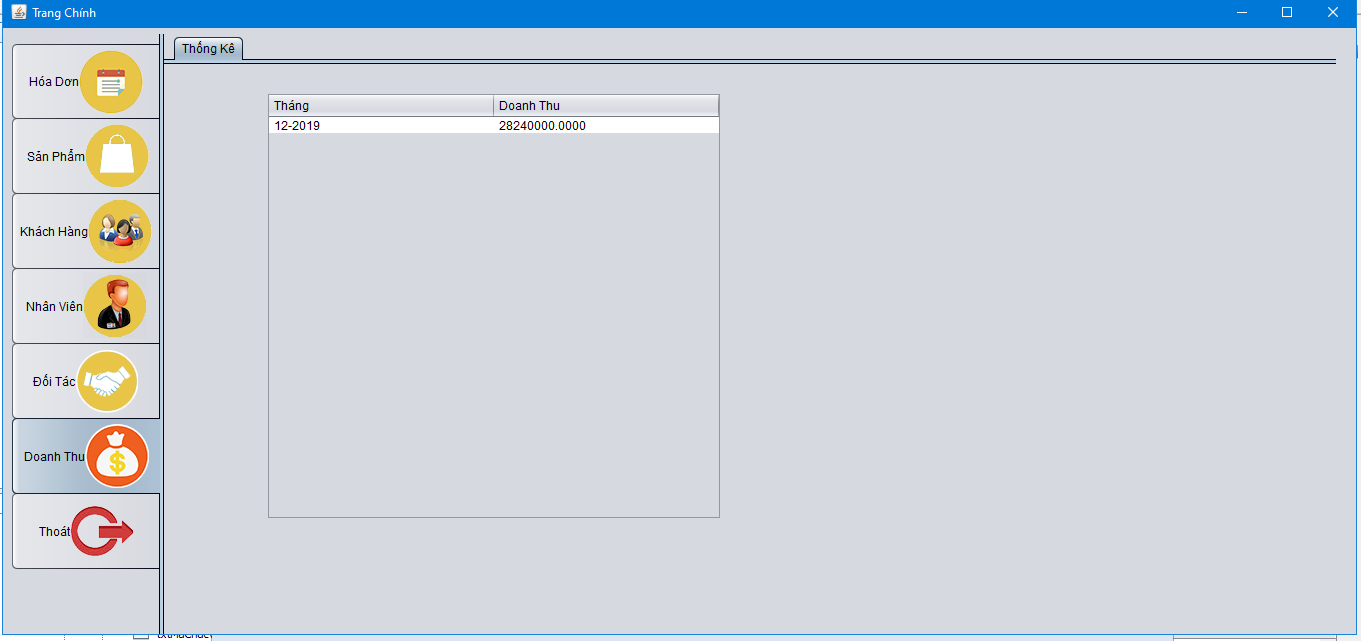 Trang Chính
Hóa Dơn
Sản Phẩm
Khách Hàng
Nhân Viên
Đối Tác
Doanh Thu
Thoát
Thống Kê
Tháng Doanh Thu
12-2019 28240000.0000